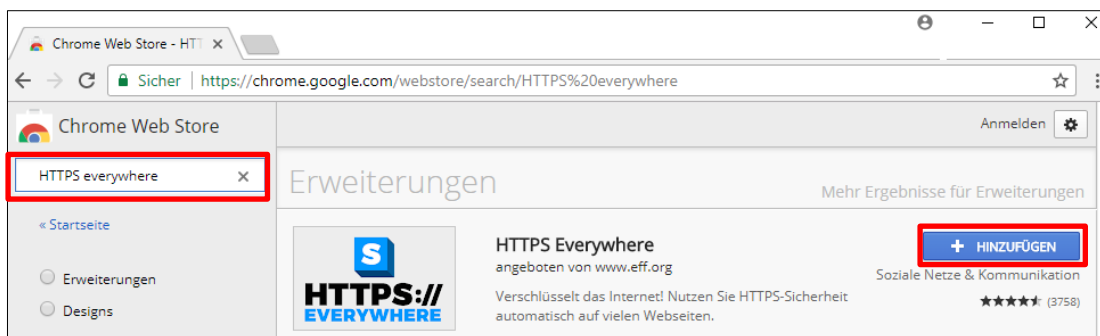 Chrome Web Store - HTT
Sicher | https://chrome.google.com/webstore/search/HTTPS%20everywhere
Chrome Web Store
Anmelden
HTTPS everywhere
Erweiterungen
Mehr Ergebnisse für Erweiterungen
« Startseite
Erweiterungen
Designs
S
HTTPS://
EVERYWHERE
HTTPS Everywhere
angeboten von www.eff.org
Verschlüsselt das Internet! Nutzen Sie HTTPS-Sicherheit
automatisch auf vielen Webseiten.
+ HINZUFÜGEN
Soziale Netze & Kommunikation
(3758)